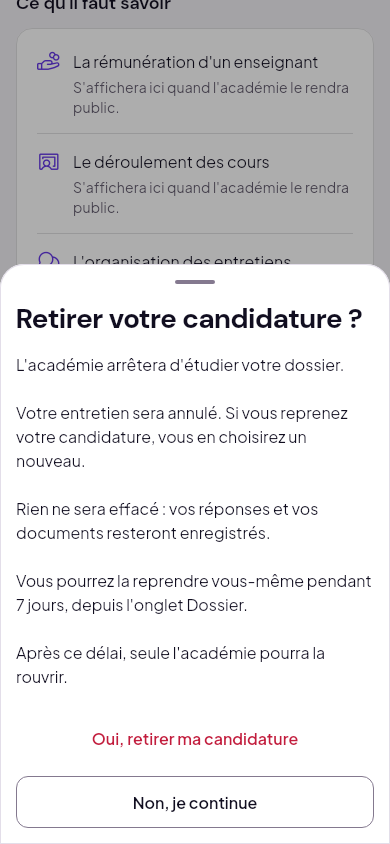 Ce qu'il faut savoir
La rémunération d'un enseignant
S'affichera ici quand l'académie le rendra
public.
Le déroulement des cours
S'affichera ici quand l'académie le rendra
public.
L'organisation des entretiens
Retirer votre candidature ?
L'académie arrêtera d'étudier votre dossier.
Votre entretien sera annulé. Si vous reprenez
votre candidature, vous en choisirez un
nouveau.
Rien ne sera effacé : vos réponses et vos
documents resteront enregistrés.
Vous pourrez la reprendre vous-même pendant
7 jours, depuis l'onglet Dossier.
Après ce délai, seule l'académie pourra la
rouvrir.
Oui, retirer ma candidature
Non, je continue